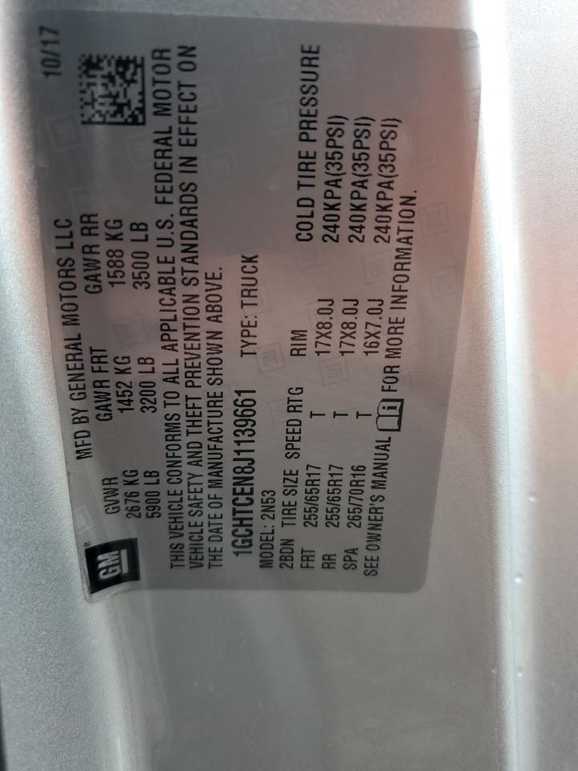 10/17
MFD BY GENERAL MOTORS LLC
GM
GVWR GAWR FRT GAWR RR
2676 KG 1452 KG 1588 KG
5900 LB 3200 LB 3500 LB
THIS VEHICLE CONFORMS TO ALL APPLICABLE U.S. FEDERAL MOTOR
VEHICLE SAFETY AND THEFT PREVENTION STANDARDS IN EFFECT ON
THE DATE OF MANUFACTURE SHOWN ABOVE.
1GCHTCEN8J1139661 TYPE: TRUCK
MODEL: 2N53
2BDN TIRE SIZE SPEED RTG RIM COLD TIRE PRESSURE
FRT 255/65R17 T 17X8.0J 240KPA(35PSI)
RR 255/65R17 T 17X8.0J 240KPA(35PSI)
SPA 265/70R16 T 16X7.0J 240KPA(35PSI)
SEE OWNER'S MANUAL i FOR MORE INFORMATION.